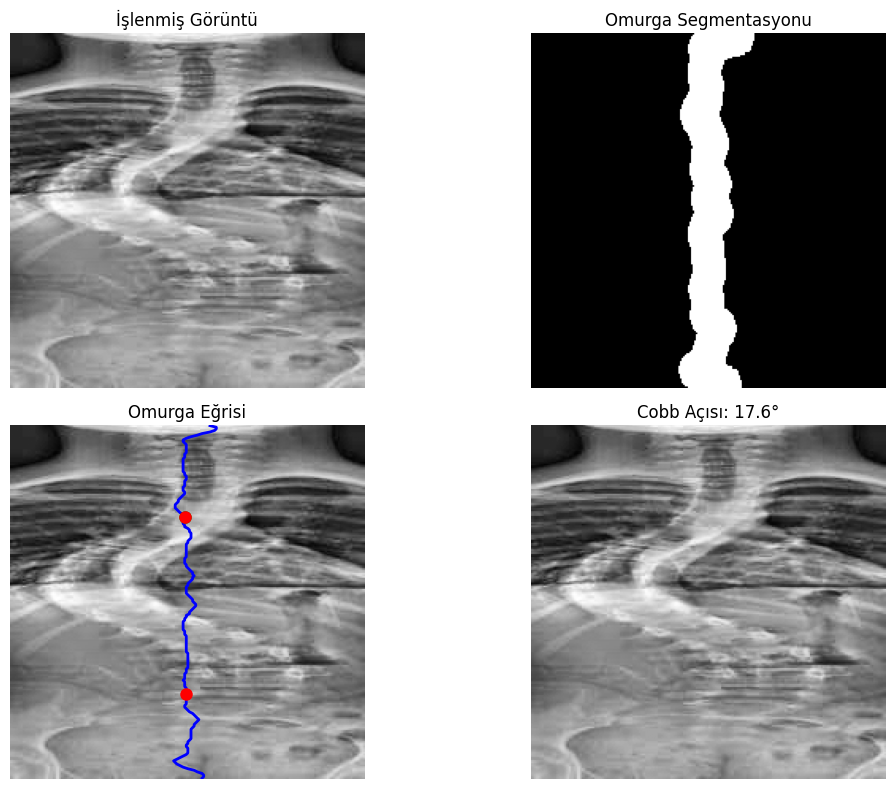 İşlenmiş Görüntü
Omurga Segmentasyonu
Omurga Eğrisi
Cobb Açısı: 17.6°